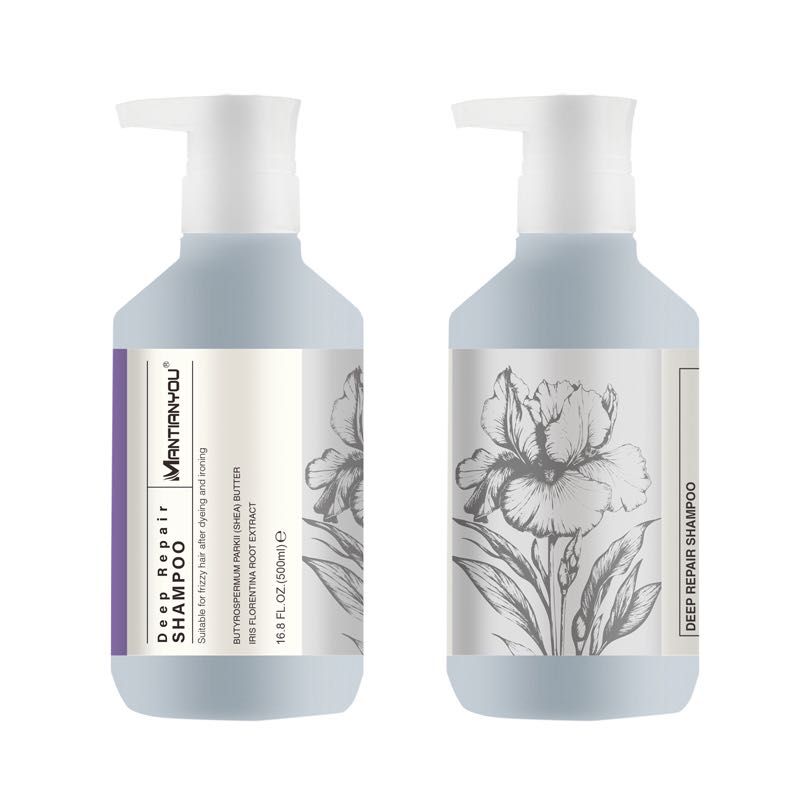 MANTIANYOU®
Deep Repair
SHAMPOO
Suitable for frizzy hair after dyeing and ironing
BUTYROSPERMUM PARKII (SHEA) BUTTER
IRIS FLORENTINA ROOT EXTRACT
16.8 FL.OZ.(500ml) ℮
DEEP REPAIR SHAMPOO